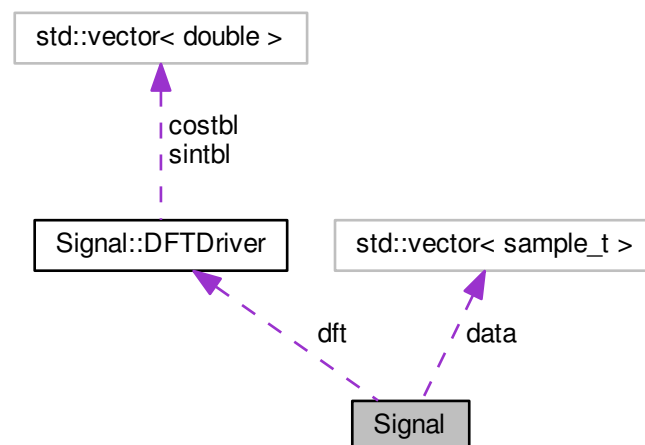 std::vector< double >
costbl
sintbl
Signal::DFTDriver
std::vector< sample_t >
dft
data
Signal